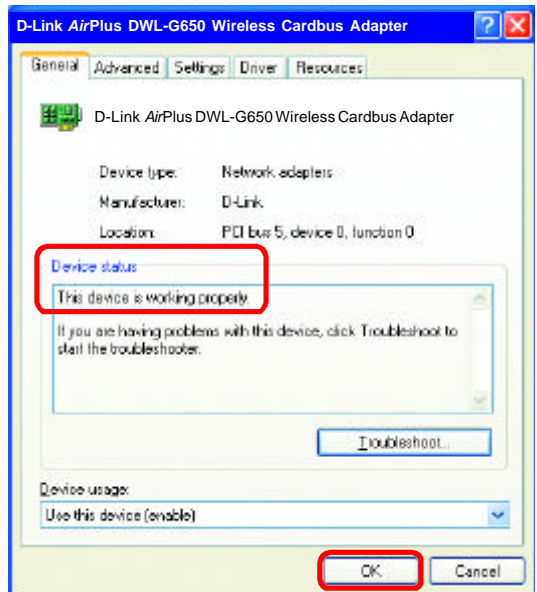 D-Link AirPlus DWL-G650 Wireless Cardbus Adapter
General Advanced Settings Driver Resources
D-Link AirPlus DWL-G650 Wireless Cardbus Adapter
Device type: Network adapters
Manufacturer: D-Link
Location: PCI bus 5, device 0, function 0
Device status
This device is working properly.
If you are having problems with this device, click Troubleshoot to
start the troubleshooter.
Troubleshoot...
Device usage:
Use this device (enable)
OK Cancel